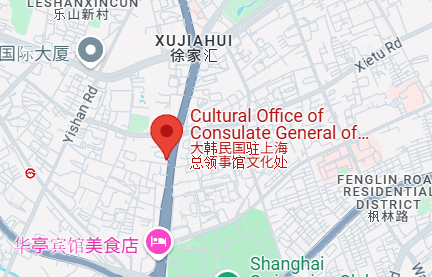 LESHANXINCUN
乐山新村
国际大厦
XUJIAHUI
徐家汇
Xietu Rd
Yishan Rd
Cultural Office of
Consulate General of...
大韩民国驻上海
总领事馆文化处
FENGLIN ROA
RESIDENTIAL
DISTRICT
枫林路
华亭宾馆美食店
Shanghai